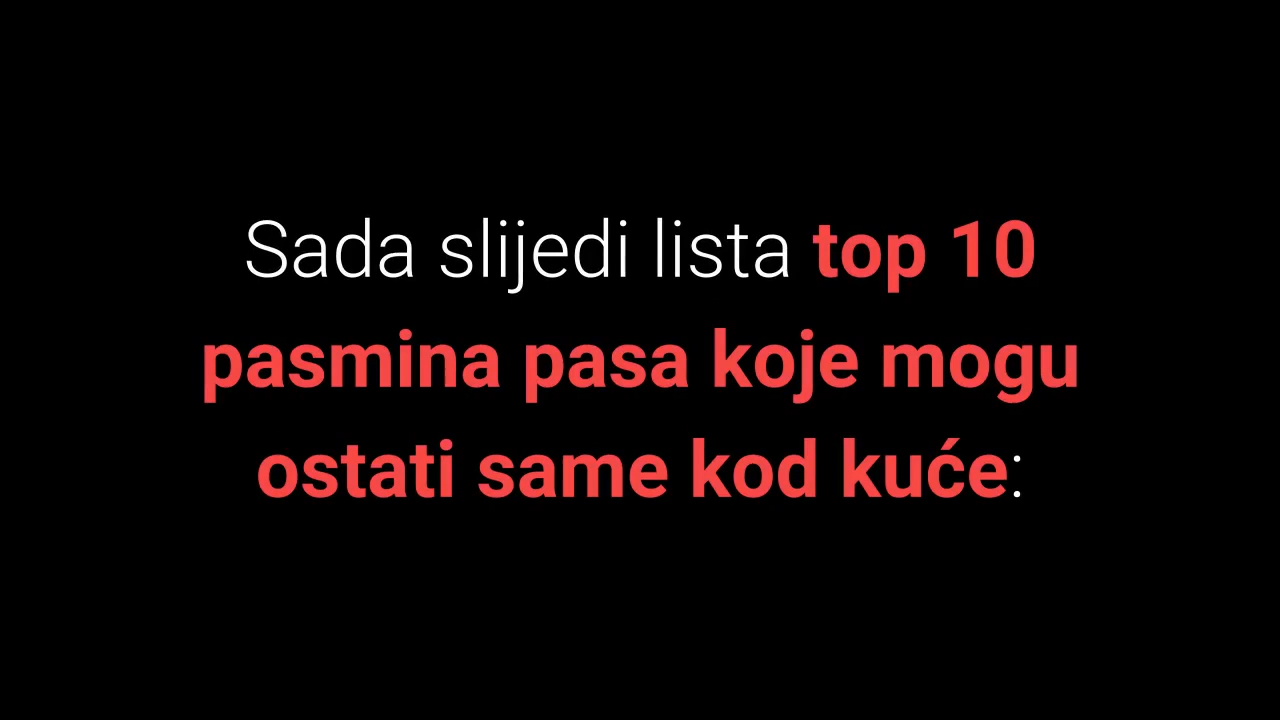 Sada slijedi lista top 10
pasmina pasa koje mogu
ostati same kod kuće: